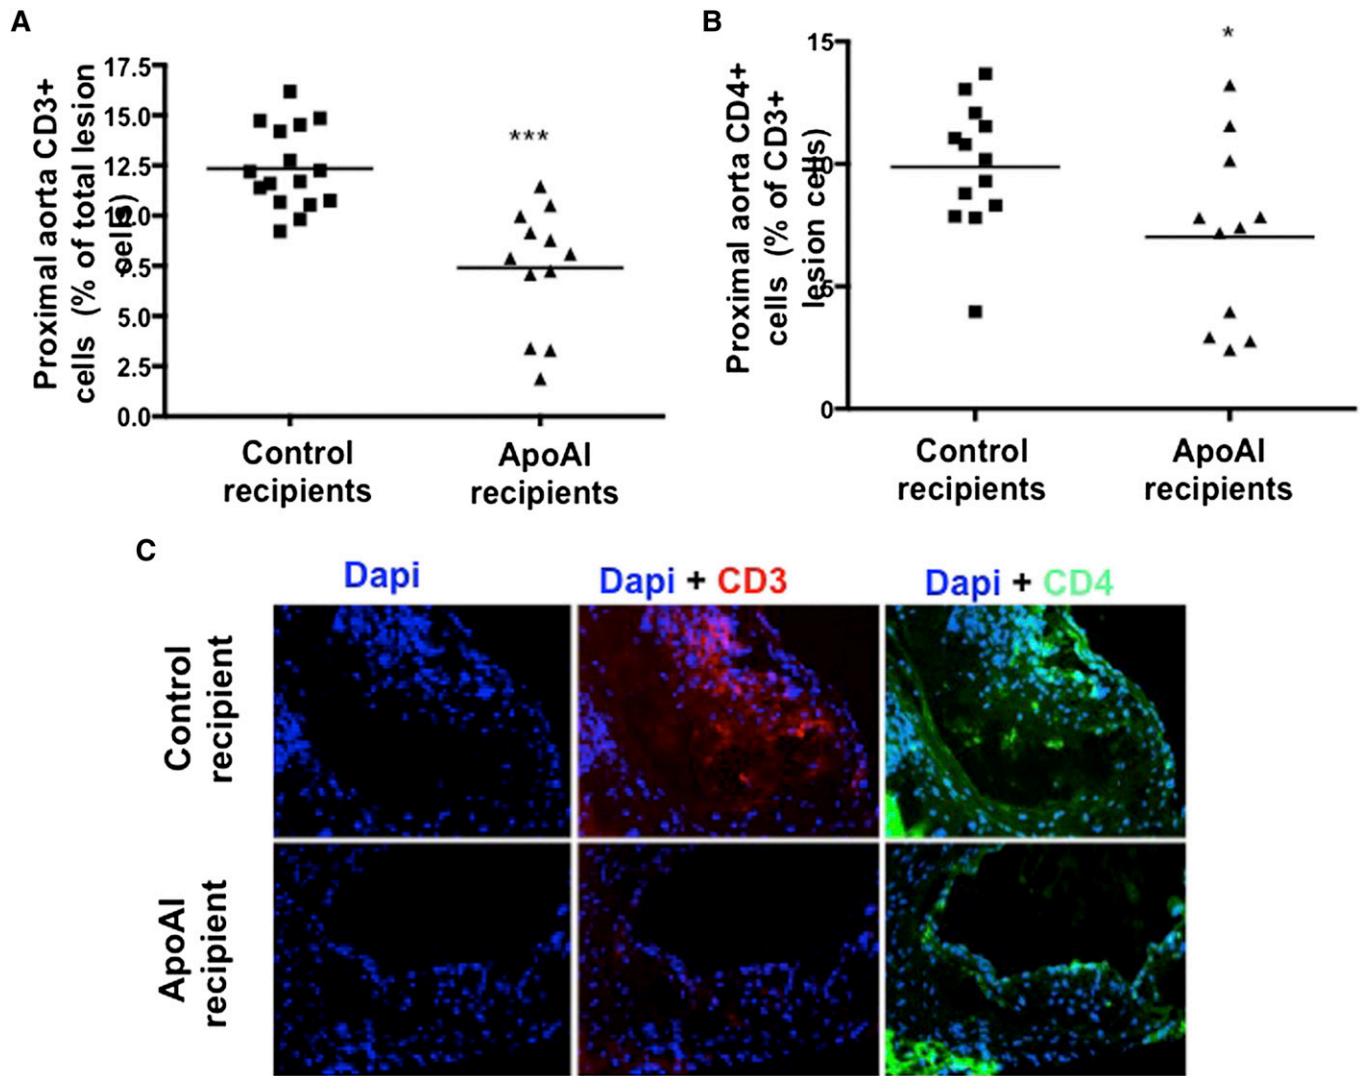 A
Proximal aorta CD3+
cells (% of total lesion
cells)
17.5
15.0
12.5
10.0
7.5
5.0
2.5
0.0
***
Control
recipients
ApoAI
recipients
B
Proximal aorta CD4+
cells (% of CD3+
lesion cells)
15
10
5
0
*
Control
recipients
ApoAI
recipients
C
Dapi
Dapi + CD3
Dapi + CD4
Control
recipient
ApoAI
recipient